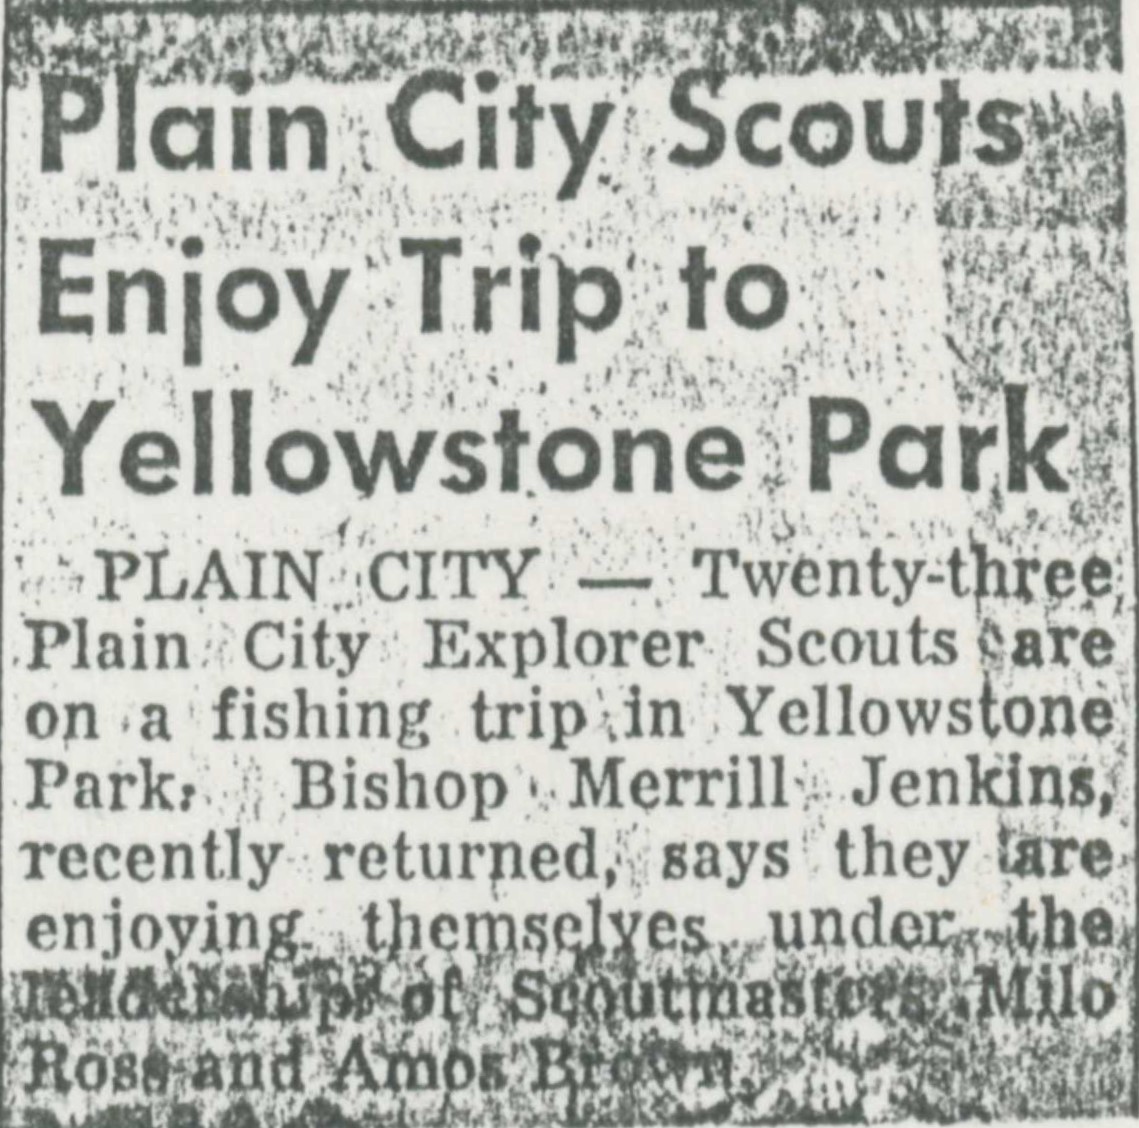 Plain City Scouts
Enjoy Trip to
Yellowstone Park
PLAIN CITY — Twenty-three
Plain City Explorer Scouts are
on a fishing trip in Yellowstone
Park. Bishop Merrill Jenkins,
recently returned, says they are
enjoying themselves under the
leadership of Scoutmasters Milo
Ross and Amos Brown.